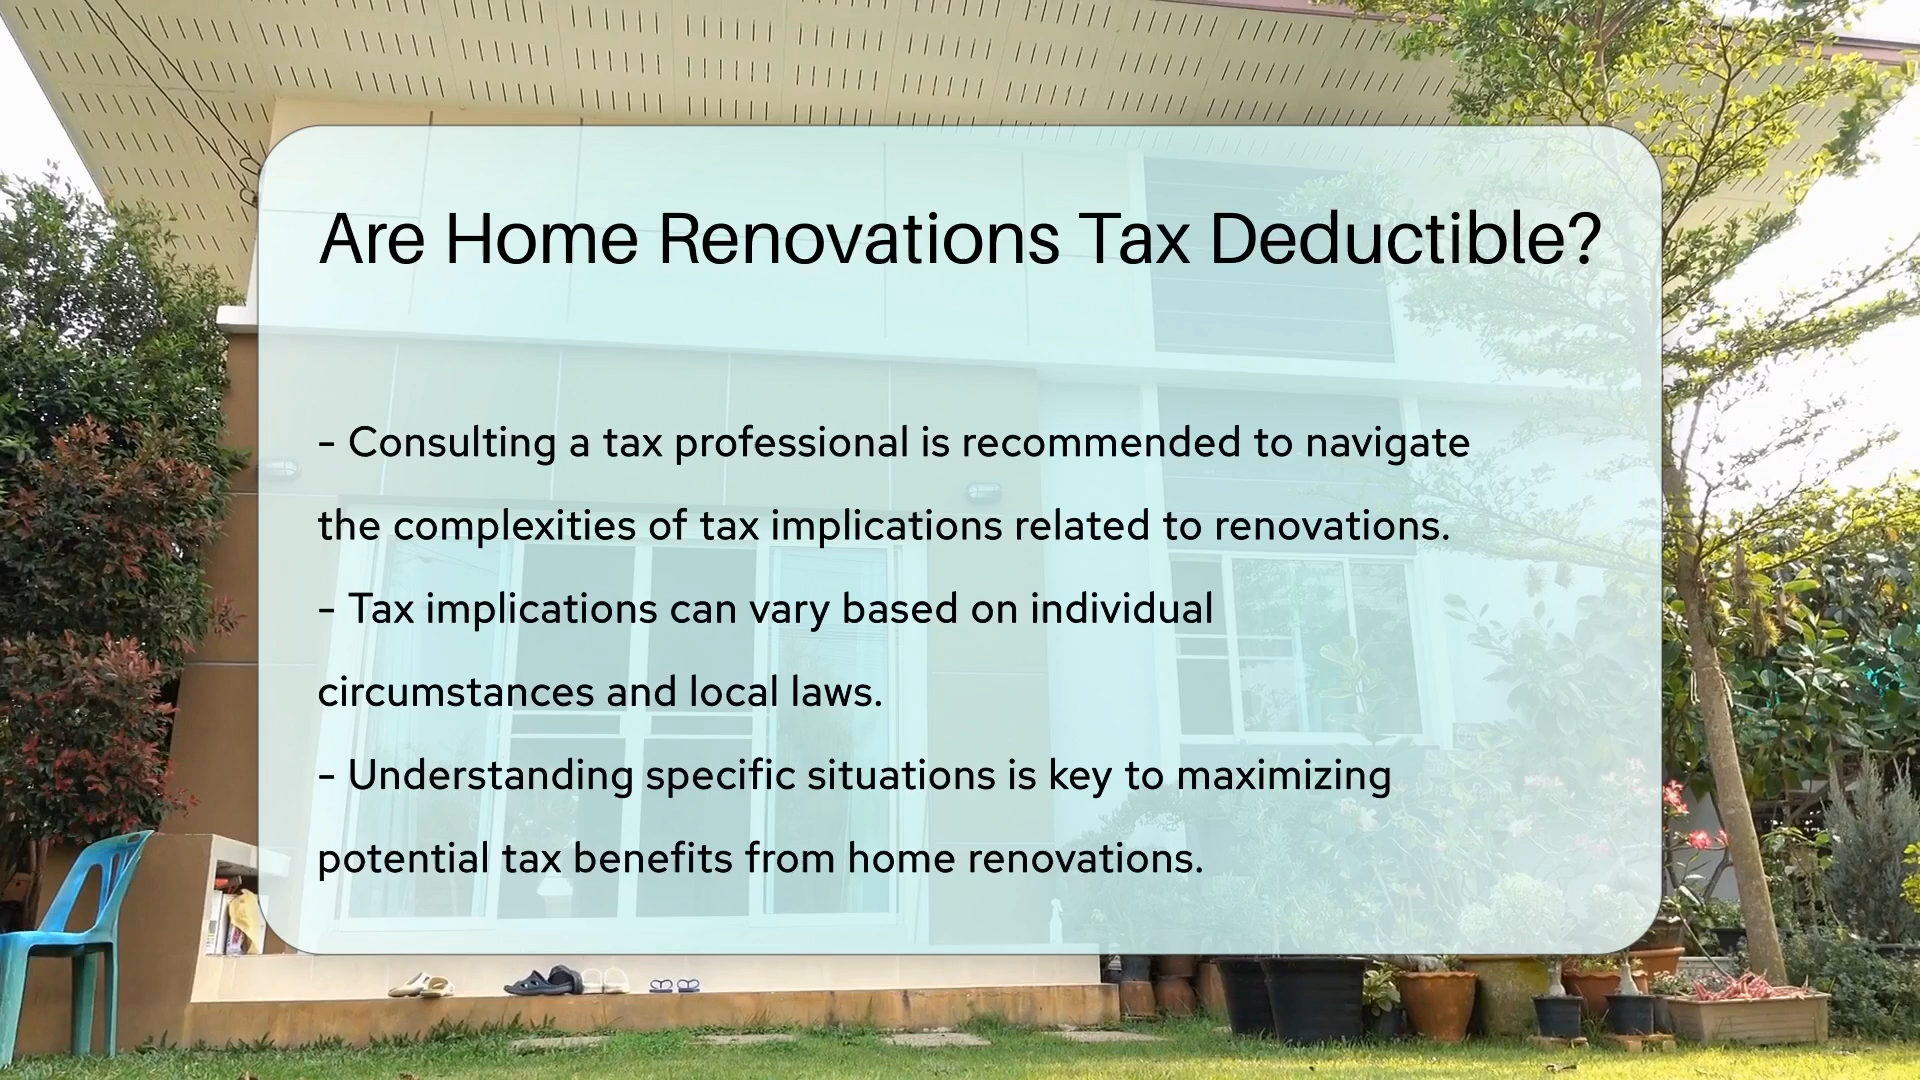 Are Home Renovations Tax Deductible?
- Consulting a tax professional is recommended to navigate
the complexities of tax implications related to renovations.
- Tax implications can vary based on individual
circumstances and local laws.
- Understanding specific situations is key to maximizing
potential tax benefits from home renovations.